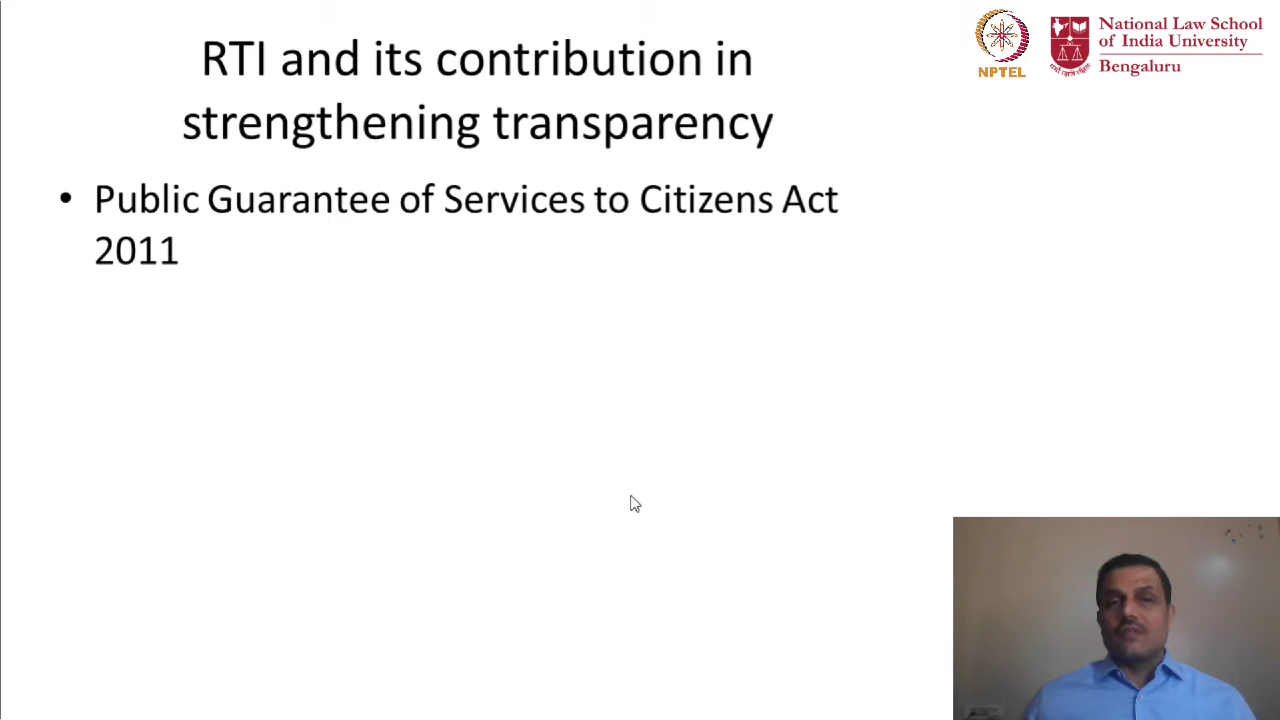 RTI and its contribution in
strengthening transparency
• Public Guarantee of Services to Citizens Act
2011
NPTEL
National Law School
of India University
Bengaluru